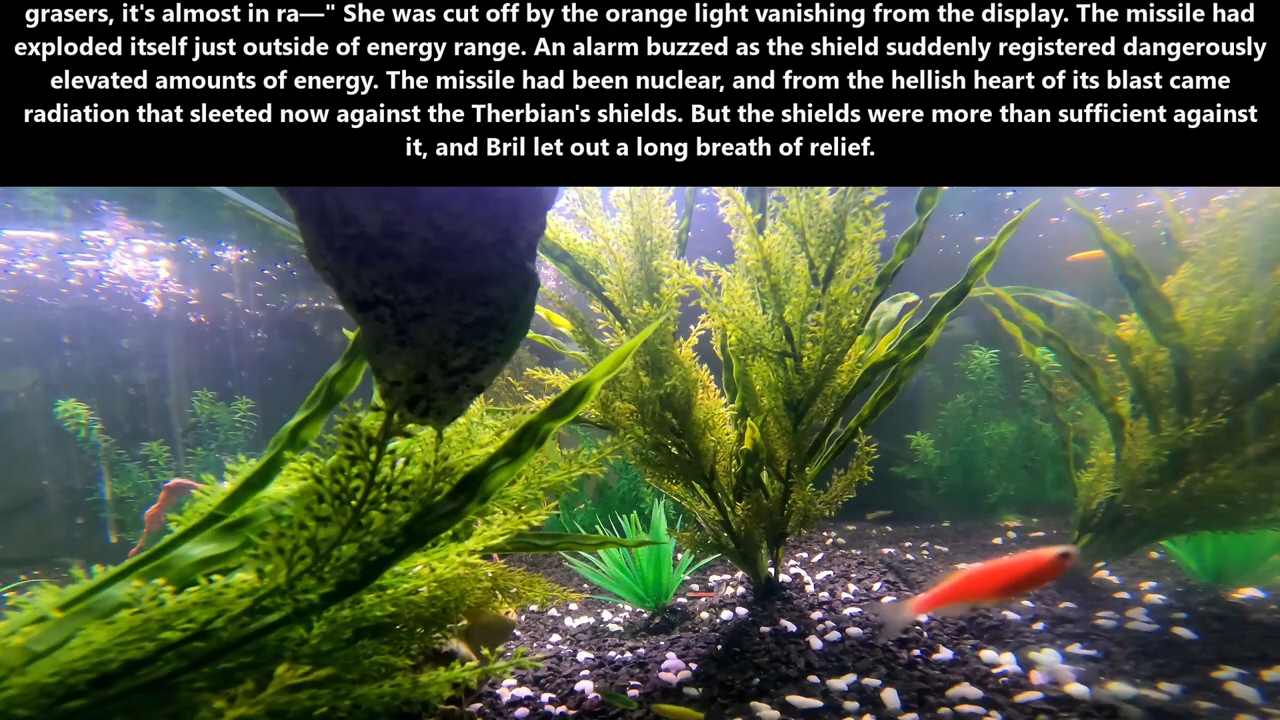 grasers, it's almost in ra—" She was cut off by the orange light vanishing from the display. The missile had
exploded itself just outside of energy range. An alarm buzzed as the shield suddenly registered dangerously
elevated amounts of energy. The missile had been nuclear, and from the hellish heart of its blast came
radiation that sleeted now against the Therbian's shields. But the shields were more than sufficient against
it, and Bril let out a long breath of relief.